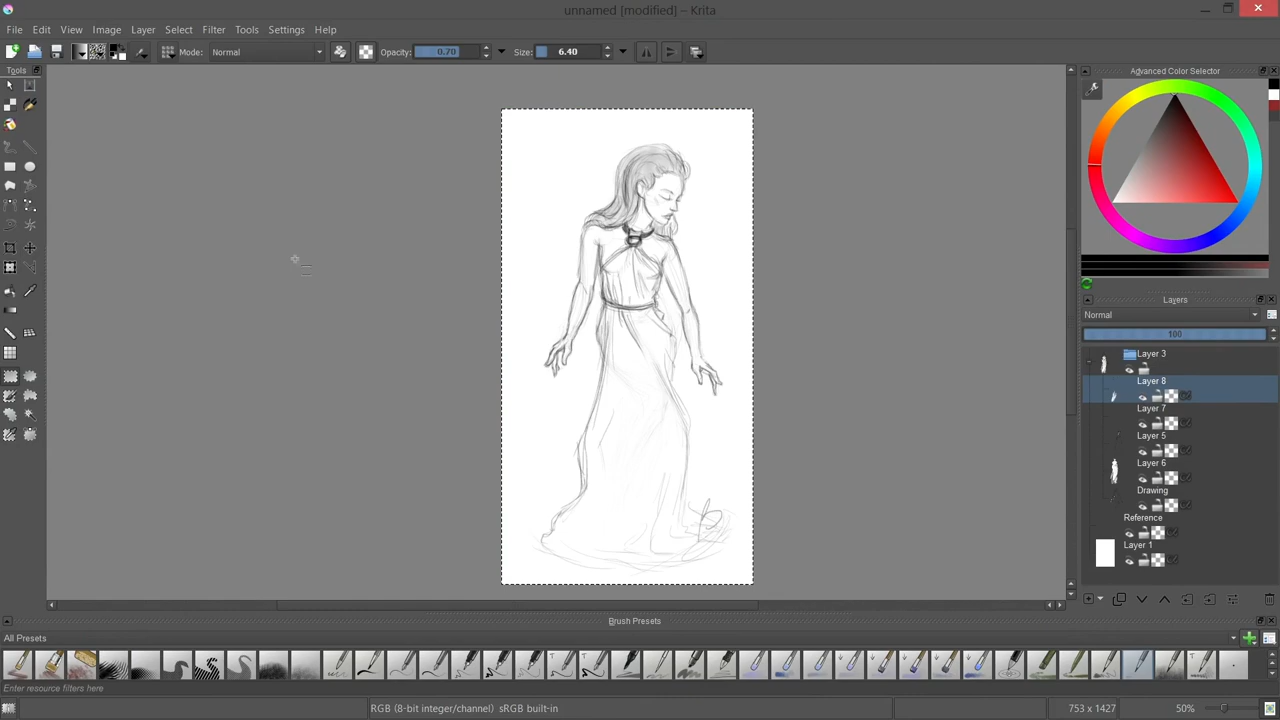 unnamed [modified] – Krita
File Edit View Image Layer Select Filter Tools Settings Help
Mode: Normal Opacity: 0.70 Size: 6.40
Tools
Advanced Color Selector
Layers
Normal
100
Layer 3
Layer 8
Layer 7
Layer 5
Layer 6
Drawing
Reference
Layer 1
Brush Presets
All Presets
Enter resource filters here
RGB (8-bit integer/channel) sRGB built-in 753 x 1427 50%